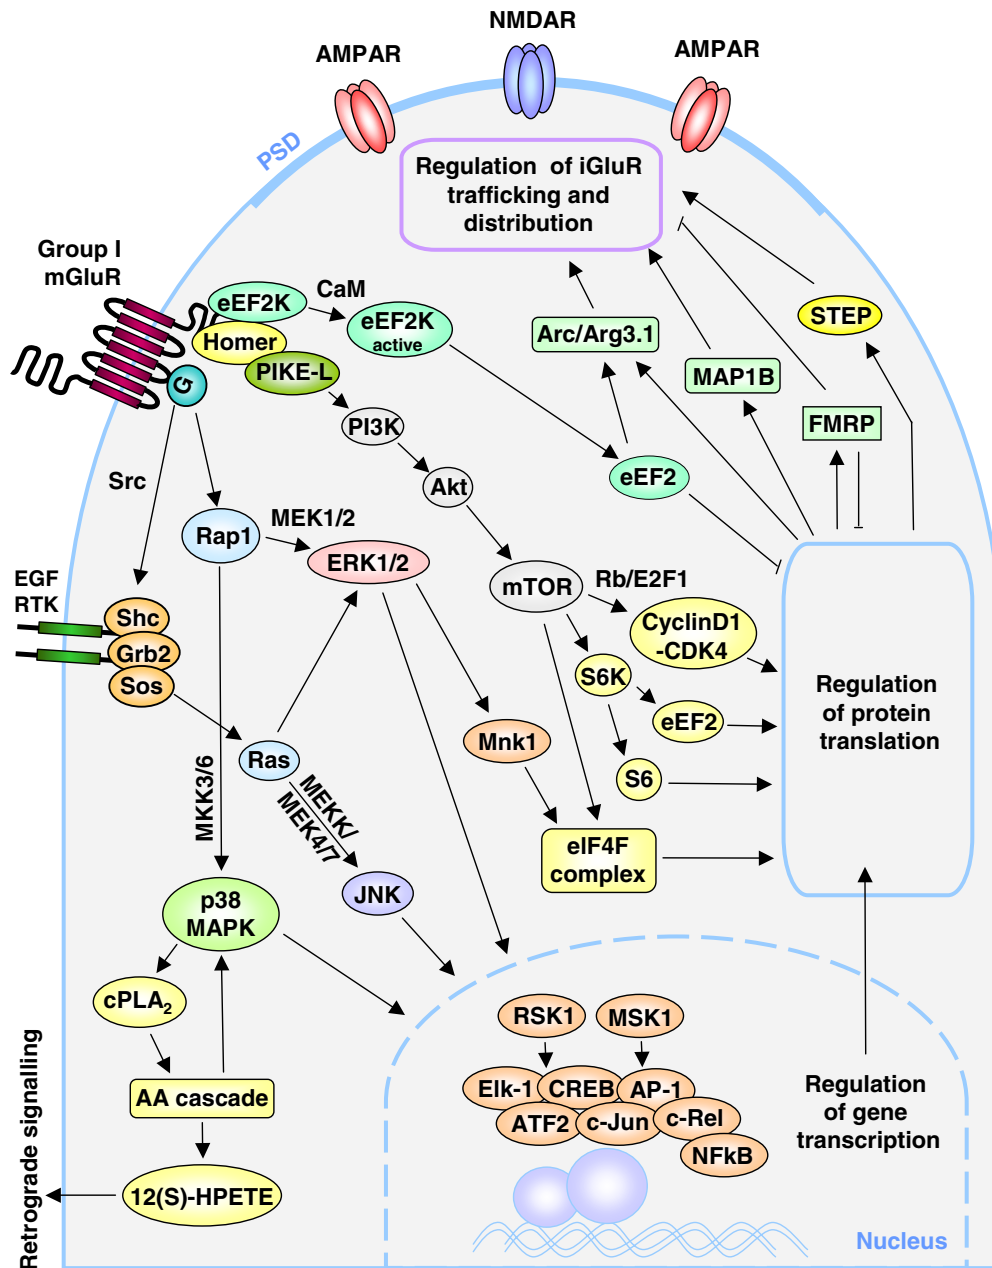 NMDAR
AMPAR
AMPAR
PSD
Regulation of iGluR
trafficking and
distribution
Group I
mGluR
eEF2K
CaM
eEF2K
active
Homer
PIKE-L
G
Arc/Arg3.1
STEP
MAP1B
FMRP
PI3K
eEF2
Akt
Src
Rap1
MEK1/2
ERK1/2
mTOR
Rb/E2F1
EGF
RTK
Shc
Grb2
Sos
CyclinD1
-CDK4
S6K
eEF2
S6
Regulation
of protein
translation
Mnk1
Ras
MKK3/6
MEKK/
MEK4/7
eIF4F
complex
JNK
p38
MAPK
cPLA2
AA cascade
12(S)-HPETE
Retrograde signalling
RSK1
MSK1
Elk-1
CREB
AP-1
ATF2
c-Jun
c-Rel
NFkB
Regulation
of gene
transcription
Nucleus